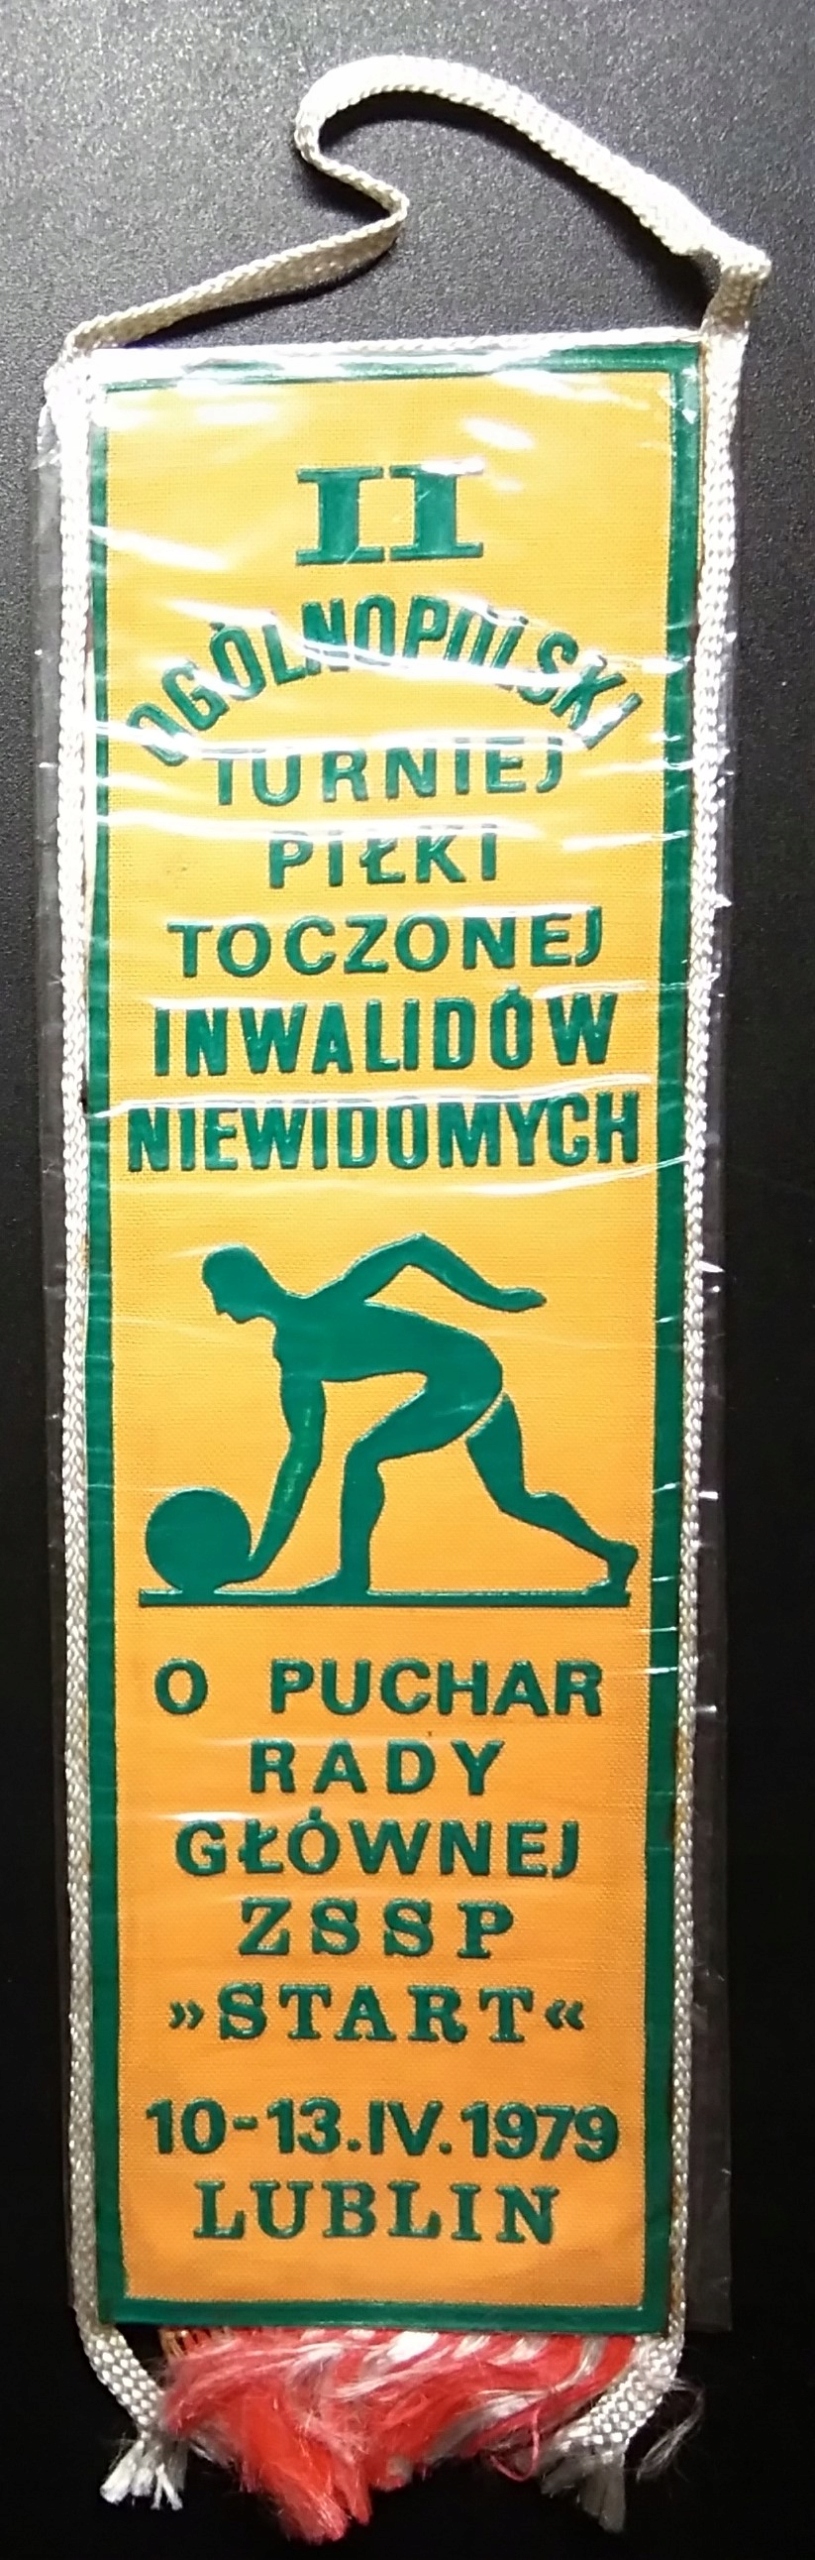 II
OGÓLNOPOLSKI
TURNIEJ
PIŁKI
TOCZONEJ
INWALIDÓW
NIEWIDOMYCH
O PUCHAR
RADY
GŁÓWNEJ
ZSSP
»START«
10-13.IV.1979
LUBLIN